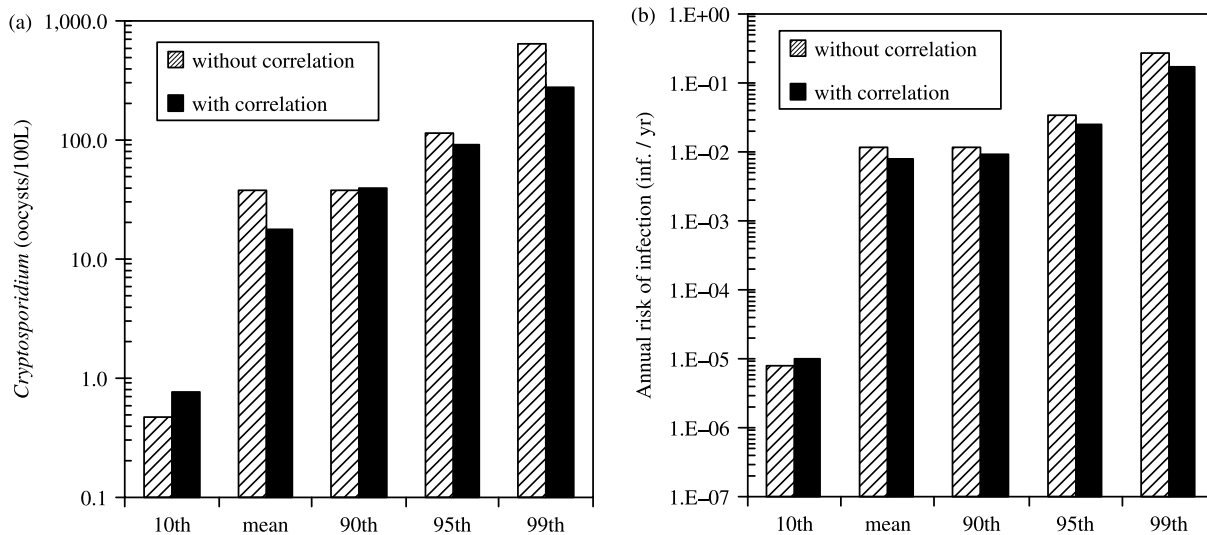 (a)
1,000.0
100.0
10.0
1.0
0.1
Cryptosporidium (oocysts/100L)
without correlation
with correlation
10th mean 90th 95th 99th
(b)
1.E+00
1.E−01
1.E−02
1.E−03
1.E−04
1.E−05
1.E−06
1.E−07
Annual risk of infection (inf. / yr)
without correlation
with correlation
10th mean 90th 95th 99th